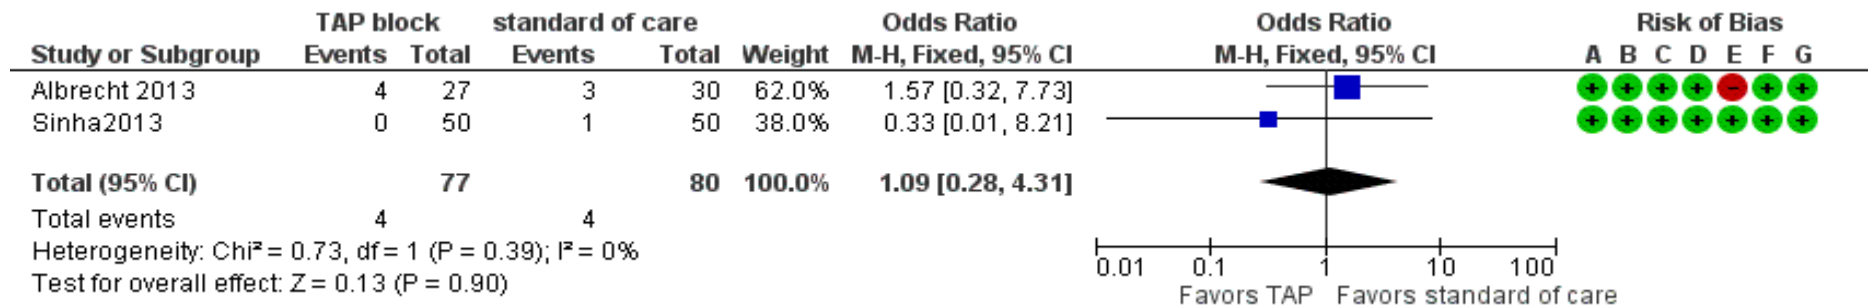 TAP block standard of care Odds Ratio Odds Ratio Risk of Bias
Study or Subgroup Events Total Events Total Weight M-H, Fixed, 95% CI M-H, Fixed, 95% CI A B C D E F G
Albrecht 2013 4 27 3 30 62.0% 1.57 [0.32, 7.73] + + + + − + +
Sinha2013 0 50 1 50 38.0% 0.33 [0.01, 8.21] + + + + + + +
Total (95% CI) 77 80 100.0% 1.09 [0.28, 4.31]
Total events 4 4
Heterogeneity: Chi² = 0.73, df = 1 (P = 0.39); I² = 0%
Test for overall effect: Z = 0.13 (P = 0.90)
0.01 0.1 1 10 100
Favors TAP Favors standard of care